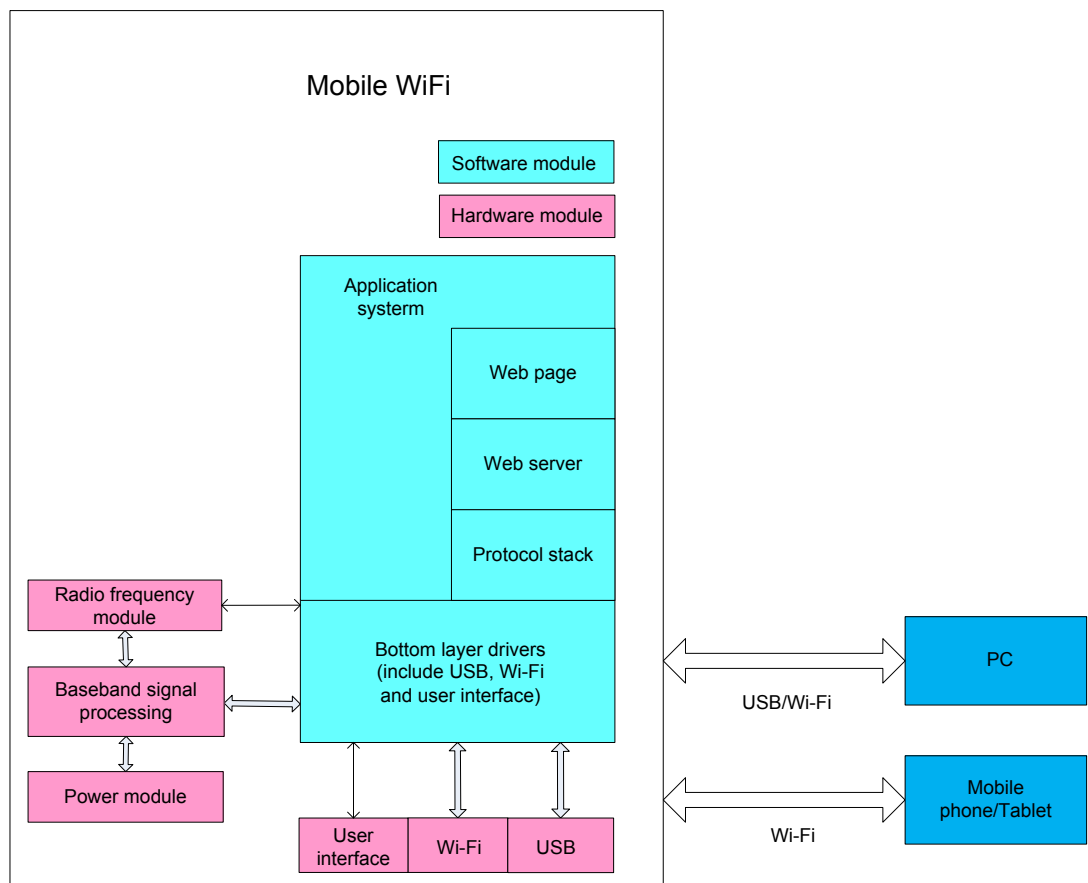 Mobile WiFi
Software module
Hardware module
Application
systerm
Web page
Web server
Protocol stack
Radio frequency
module
Bottom layer drivers
(include USB, Wi-Fi
and user interface)
Baseband signal
processing
Power module
User
interface
Wi-Fi
USB
PC
USB/Wi-Fi
Mobile
phone/Tablet
Wi-Fi